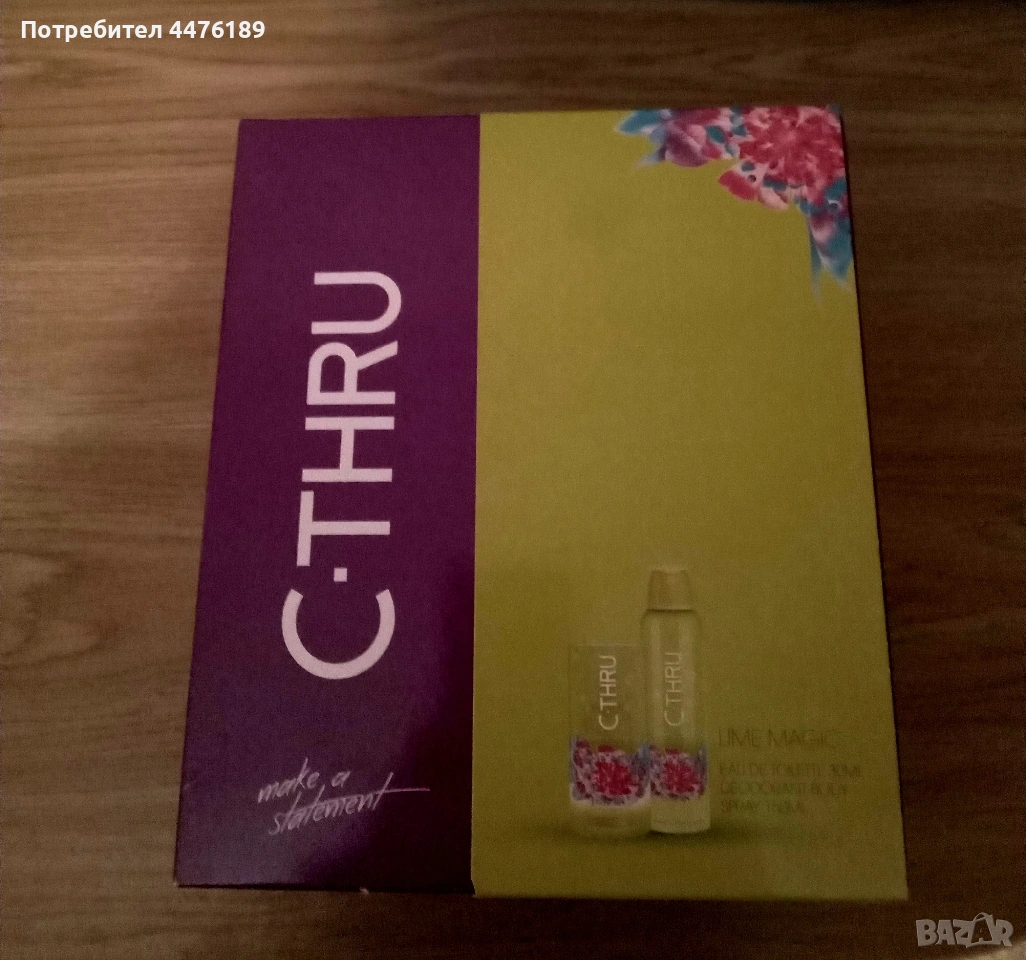 Потребител 4476189
C·THRU
make a
statement
C·THRU
C·THRU
LIME MAGIC
EAU DE TOILETTE 30ML
DEODORANT BODY
SPRAY 150ML
BAZAR